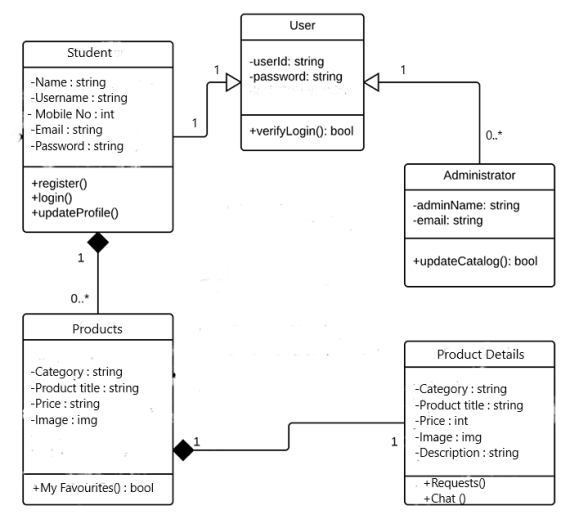 User
-userId: string
-password: string
+verifyLogin(): bool
Student
-Name : string
-Username : string
- Mobile No : int
-Email : string
-Password : string
+register()
+login()
+updateProfile()
1
1
1
0..*
Administrator
-adminName: string
-email: string
+updateCatalog(): bool
1
0..*
Products
-Category : string
-Product title : string
-Price : string
-Image : img
+My Favourites() : bool
1
1
Product Details
-Category : string
-Product title : string
-Price : int
-Image : img
-Description : string
+Requests()
+Chat ()